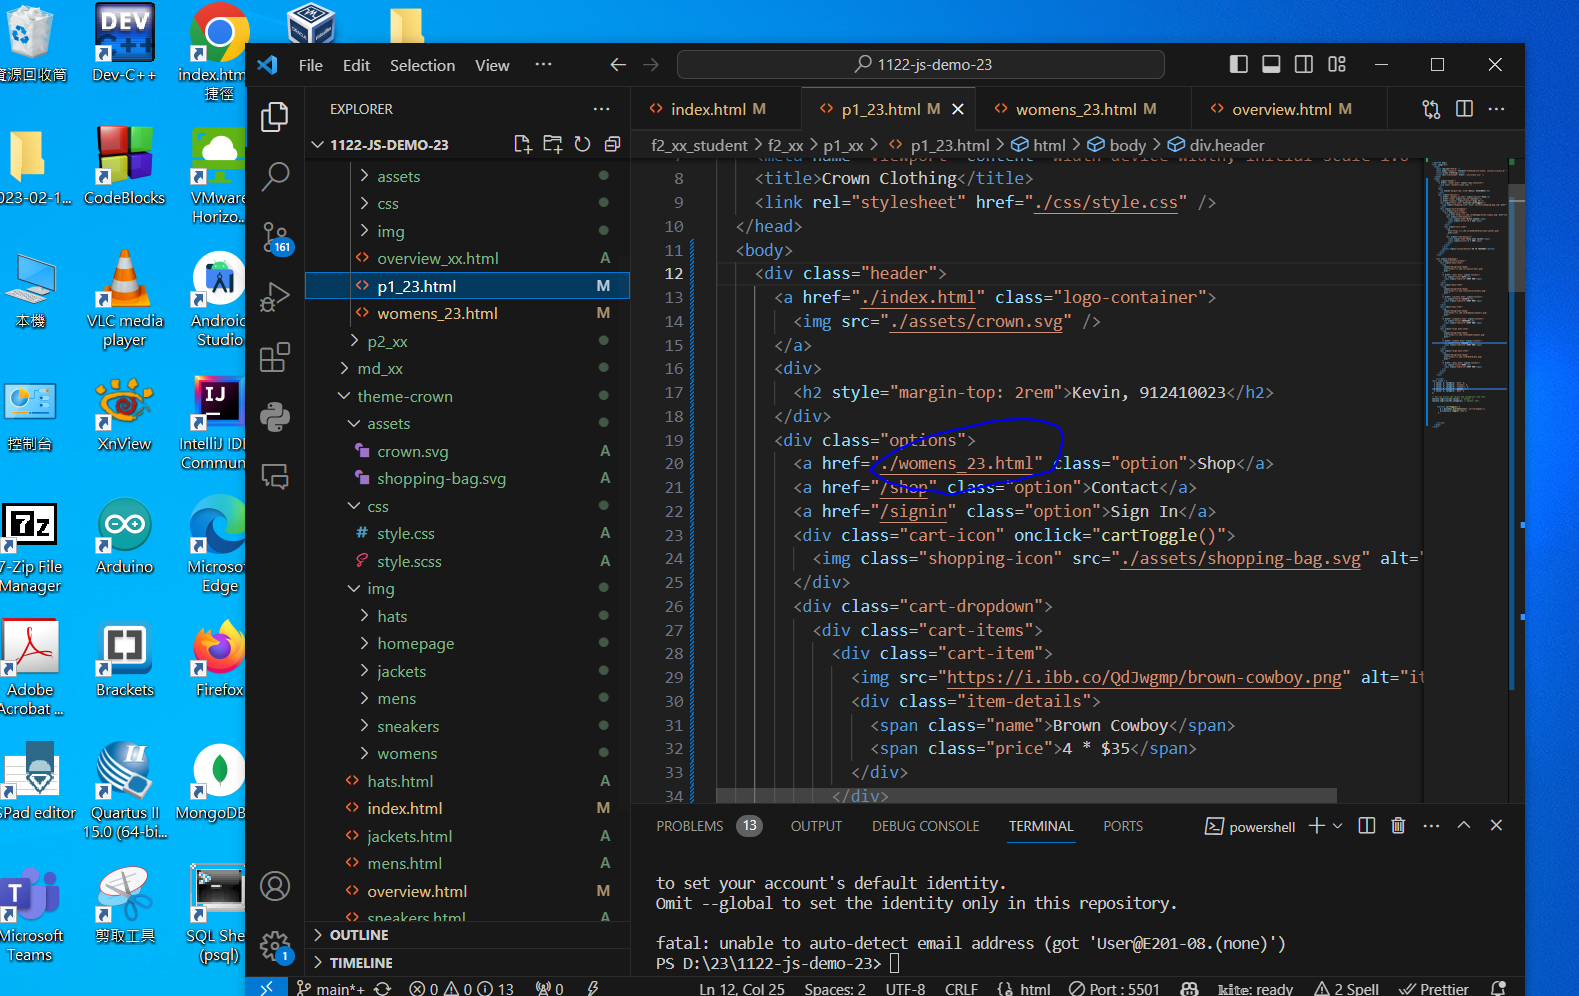 資源回收筒
Dev-C++
index.htm
捷徑
023-02-1...
CodeBlocks
VMware
Horizo...
本機
VLC media
player
Android
Studio
控制台
XnView
IntelliJ IDE
Commun
7-Zip File
Manager
Arduino
Microsof
Edge
Adobe
Acrobat ...
Brackets
Firefox
SPad editor
Quartus II
15.0 (64-bi...
MongoDB
Microsoft
Teams
剪取工具
SQL She
(psql)
File Edit Selection View ···
1122-js-demo-23
EXPLORER
1122-JS-DEMO-23
assets
css
img
overview_xx.html A
p1_23.html M
womens_23.html M
p2_xx
md_xx
theme-crown
assets
crown.svg A
shopping-bag.svg A
css
style.css A
style.scss A
img
hats
homepage
jackets
mens
sneakers
womens
hats.html A
index.html M
jackets.html A
mens.html A
overview.html M
sneakers.html A
OUTLINE
TIMELINE
161
1
index.html M p1_23.html M womens_23.html M overview.html M
f2_xx_student > f2_xx > p1_xx > p1_23.html > html > body > div.header
7 <meta name="viewport" content="width=device-width, initial-scale=1.0"
8 <title>Crown Clothing</title>
9 <link rel="stylesheet" href="./css/style.css" />
10 </head>
11 <body>
12 <div class="header">
13 <a href="./index.html" class="logo-container">
14 <img src="./assets/crown.svg" />
15 </a>
16 <div>
17 <h2 style="margin-top: 2rem">Kevin, 912410023</h2>
18 </div>
19 <div class="options">
20 <a href="./womens_23.html" class="option">Shop</a>
21 <a href="/shop" class="option">Contact</a>
22 <a href="/signin" class="option">Sign In</a>
23 <div class="cart-icon" onclick="cartToggle()">
24 <img class="shopping-icon" src="./assets/shopping-bag.svg" alt="
25 </div>
26 <div class="cart-dropdown">
27 <div class="cart-items">
28 <div class="cart-item">
29 <img src="https://i.ibb.co/QdJwgmp/brown-cowboy.png" alt="it
30 <div class="item-details">
31 <span class="name">Brown Cowboy</span>
32 <span class="price">4 * $35</span>
33 </div>
34 </div>
PROBLEMS 13 OUTPUT DEBUG CONSOLE TERMINAL PORTS powershell
to set your account's default identity.
Omit --global to set the identity only in this repository.
fatal: unable to auto-detect email address (got 'User@E201-08.(none)')
PS D:\23\1122-js-demo-23>
main*+ 0 0 13 0 Ln 12, Col 25 Spaces: 2 UTF-8 CRLF html Port : 5501 kite: ready 2 Spell Prettier